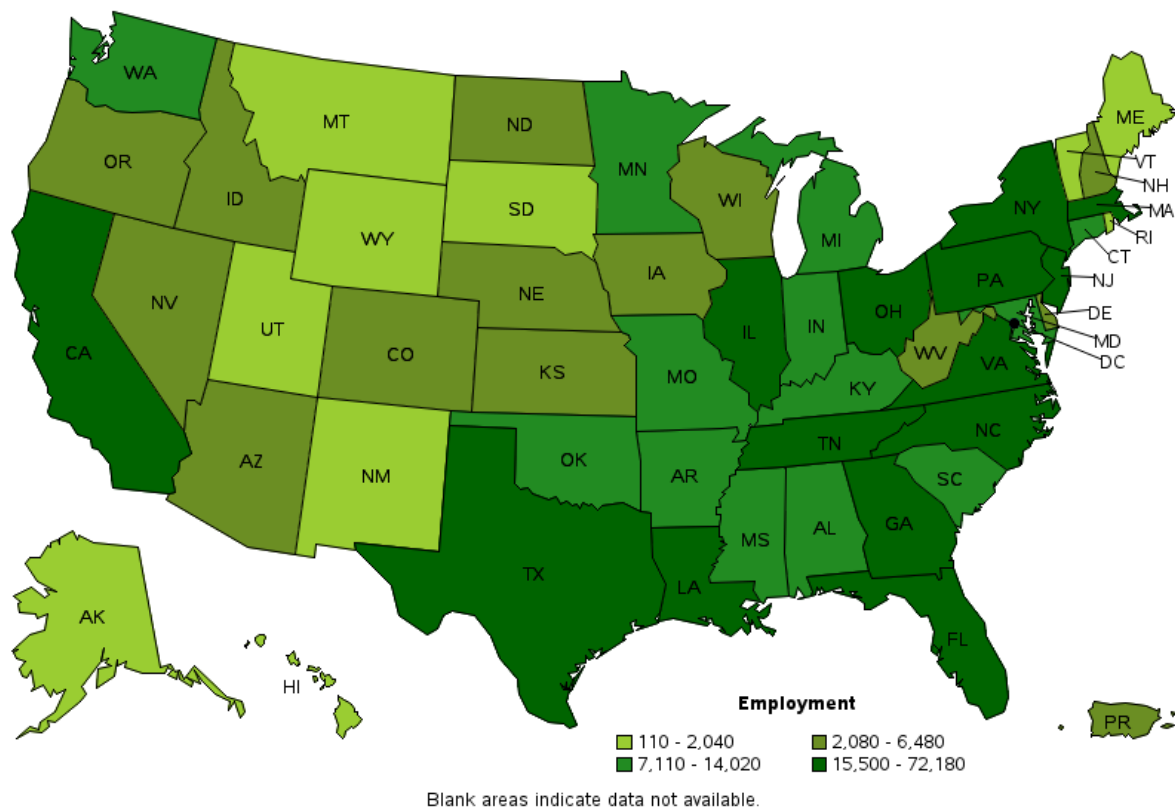 WA
ME
MT
ND
VT
OR
MN
NH
ID
WI
SD
NY
MA
WY
MI
RI
CT
IA
PA
NJ
NE
NV
OH
DE
IL
IN
UT
MD
CA
CO
WV
VA
DC
KS
MO
KY
NC
TN
OK
AZ
NM
AR
SC
GA
MS
AL
TX
LA
AK
FL
HI
PR
Employment
110 - 2,040
2,080 - 6,480
7,110 - 14,020
15,500 - 72,180
Blank areas indicate data not available.